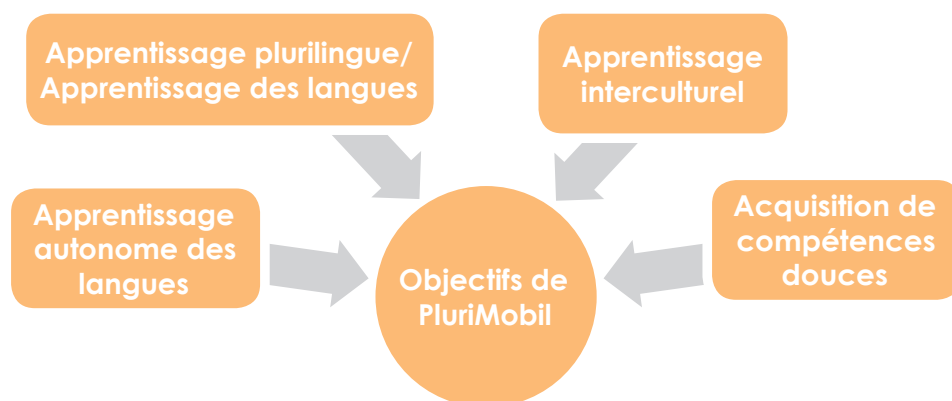 Apprentissage plurilingue/
Apprentissage des langues
Apprentissage
interculturel
Apprentissage
autonome des
langues
Acquisition de
compétences
douces
Objectifs de
PluriMobil